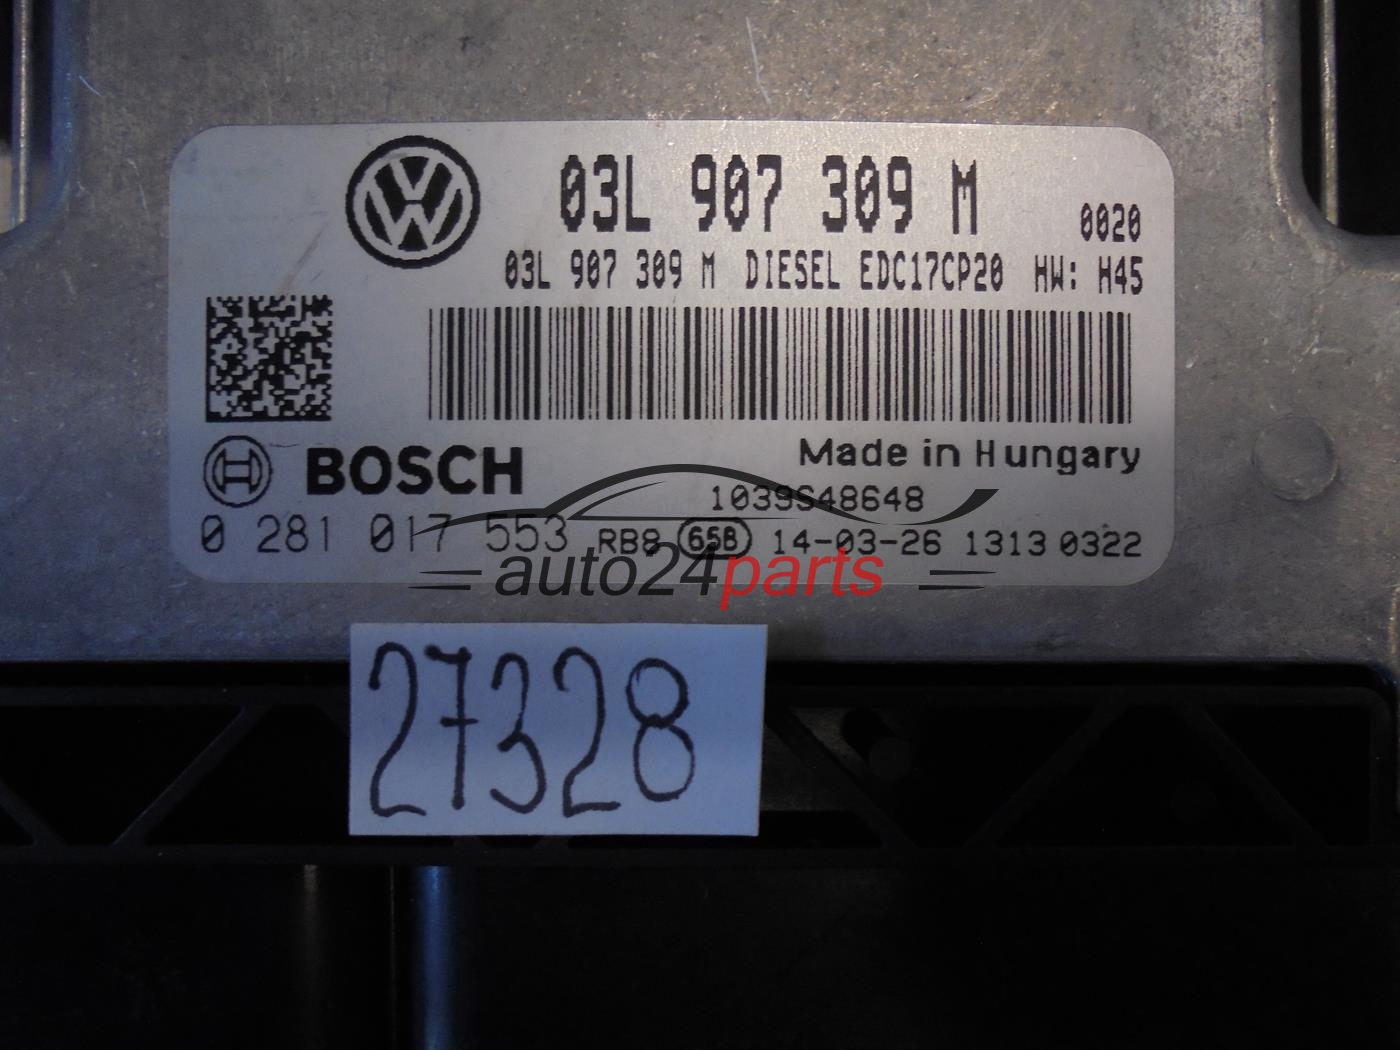 03L 907 309 M
0020
03L 907 309 M DIESEL EDC17CP20 HW: H45
BOSCH
Made in Hungary
1039S48648
0 281 017 553 RB8 65B 14-03-26 1313 0322
auto24parts
27328